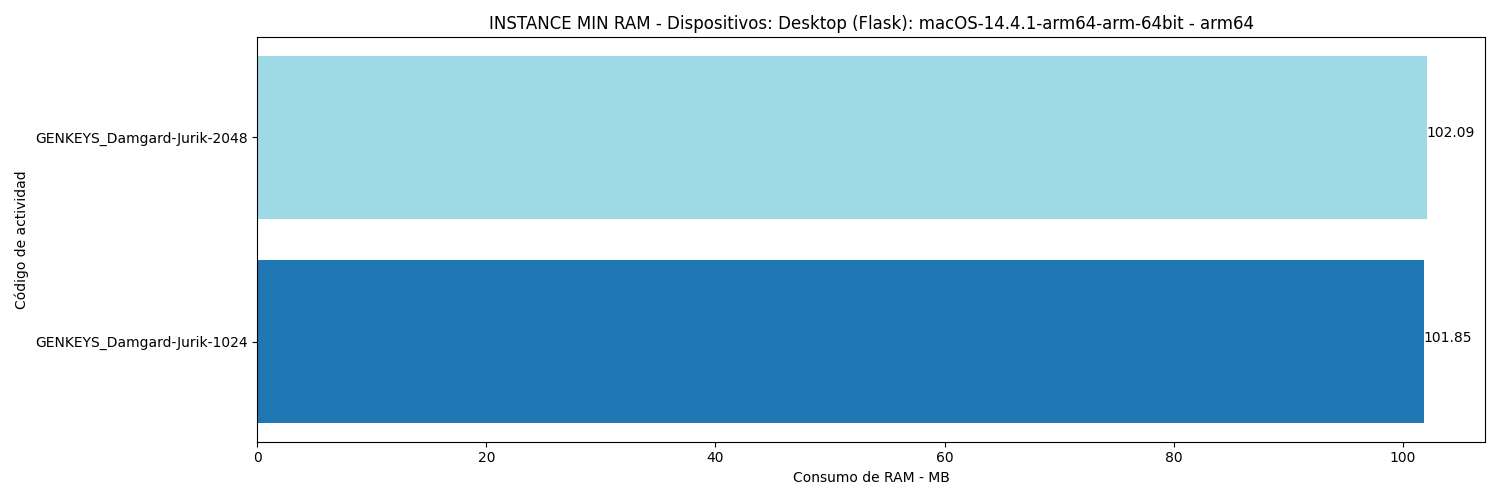 INSTANCE MIN RAM - Dispositivos: Desktop (Flask): macOS-14.4.1-arm64-arm-64bit - arm64
Código de actividad
GENKEYS_Damgard-Jurik-2048
102.09
GENKEYS_Damgard-Jurik-1024
101.85
0 20 40 60 80 100
Consumo de RAM - MB